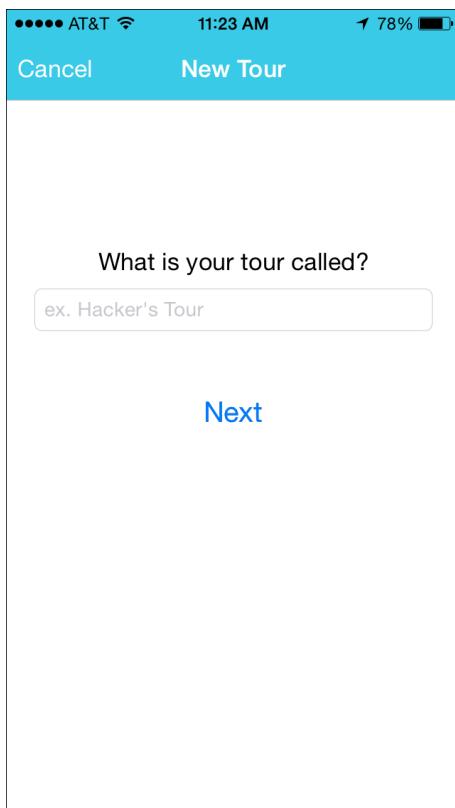 AT&T 11:23 AM 78%
Cancel New Tour
What is your tour called?
ex. Hacker's Tour
Next